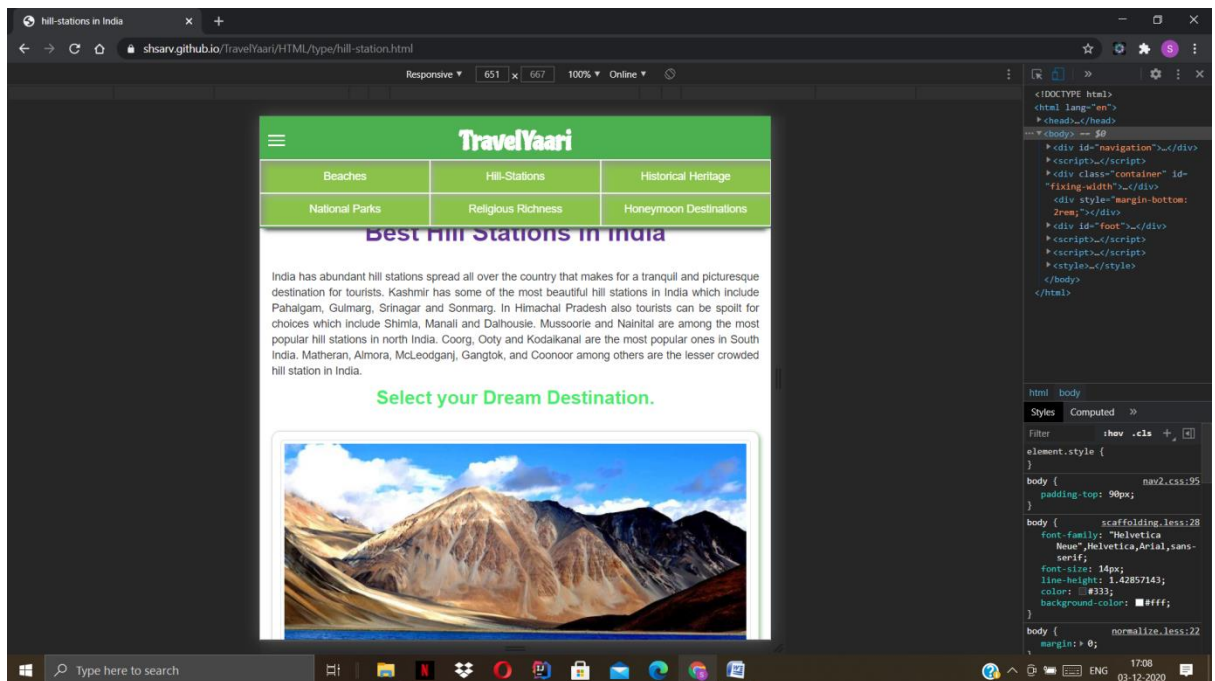 hill-stations in India
shsarv.github.io/TravelYaari/HTML/type/hill-station.html
S
Responsive ▼ 651 x 667 100% ▼ Online ▼
TravelYaari
Beaches Hill-Stations Historical Heritage
National Parks Religious Richness Honeymoon Destinations
Best Hill Stations in India
India has abundant hill stations spread all over the country that makes for a tranquil and picturesque
destination for tourists. Kashmir has some of the most beautiful hill stations in India which include
Pahalgam, Gulmarg, Srinagar and Sonmarg. In Himachal Pradesh also tourists can be spoilt for
choices which include Shimla, Manali and Dalhousie. Mussoorie and Nainital are among the most
popular hill stations in north India. Coorg, Ooty and Kodaikanal are the most popular ones in South
India. Matheran, Almora, McLeodganj, Gangtok, and Coonoor among others are the lesser crowded
hill station in India.
Select your Dream Destination.
<!DOCTYPE html>
<html lang="en">
<head>…</head>
<body> == $0
<div id="navigation">…</div>
<script>…</script>
<div class="container" id=
"fixing-width">…</div>
<div style="margin-bottom:
2rem;"></div>
<div id="foot">…</div>
<script>…</script>
<script>…</script>
<style>…</style>
</body>
</html>
html body
Styles Computed »
Filter :hov .cls +
element.style {
}
body { nav2.css:95
padding-top: 90px;
}
body { scaffolding.less:28
font-family: "Helvetica
Neue",Helvetica,Arial,sans-
serif;
font-size: 14px;
line-height: 1.42857143;
color: #333;
background-color: #fff;
}
body { normalize.less:22
margin: 0;
Type here to search
ENG
17:08
03-12-2020